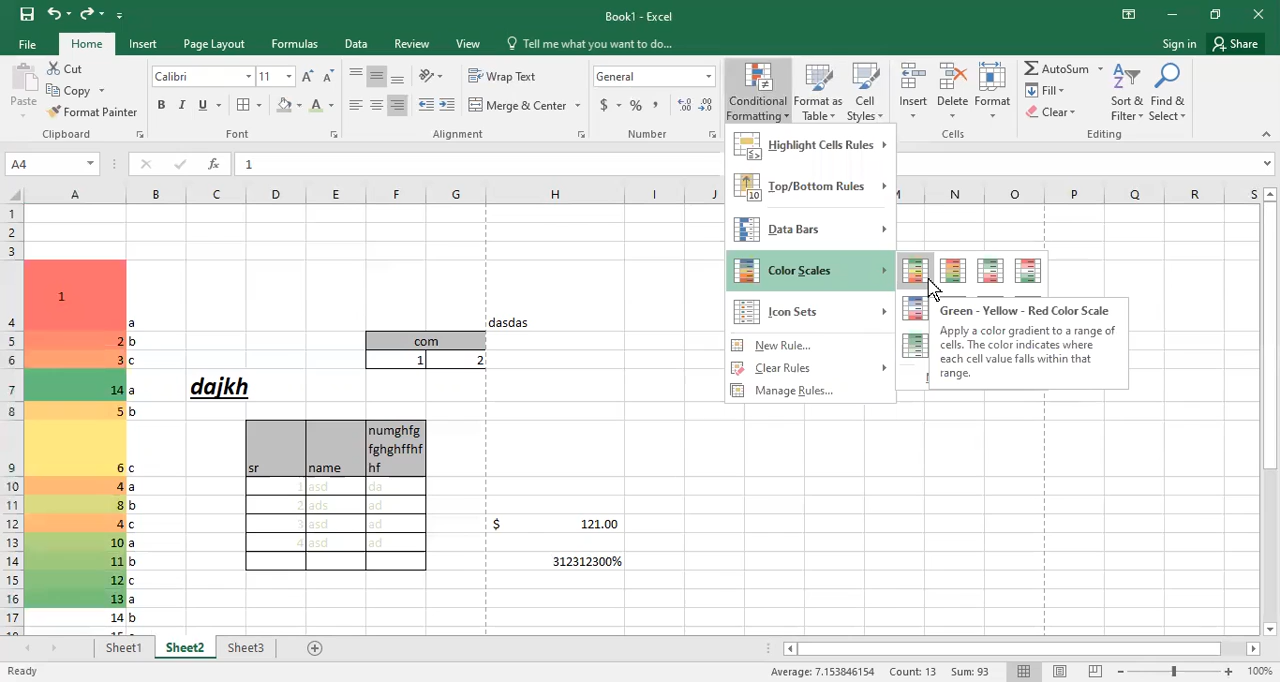 Book1 - Excel
File Home Insert Page Layout Formulas Data Review View Tell me what you want to do... Sign in Share
Paste Cut Copy Format Painter
Calibri 11 A A B I U A
Wrap Text
Merge & Center
General
$ % ,
Conditional Formatting
Format as Table
Cell Styles
Insert Delete Format
AutoSum
Fill
Clear
Sort & Filter
Find & Select
Clipboard Font Alignment Number Cells Editing
A4 fx 1
Highlight Cells Rules
Top/Bottom Rules
Data Bars
Color Scales
Icon Sets
New Rule...
Clear Rules
Manage Rules...
Green - Yellow - Red Color Scale
Apply a color gradient to a range of
cells. The color indicates where
each cell value falls within that
range.
A B C D E F G H I J M N O P Q R S
1
2
3
4 1 a dasdas
5 2 b com
6 3 c 1 2
7 14 a dajkh
8 5 b
9 6 c sr name numghfg
fghghffhf
hf
10 4 a 1 asd da
11 8 b 2 ads ad
12 4 c 3 asd ad $ 121.00
13 10 a 4 asd ad
14 11 b 312312300%
15 12 c
16 13 a
17 14 b
Sheet1 Sheet2 Sheet3
Ready Average: 7.153846154 Count: 13 Sum: 93 100%